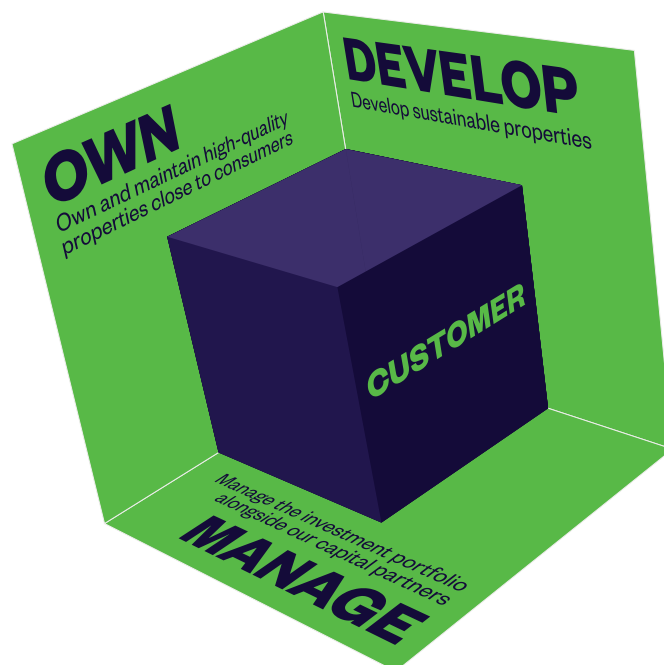 OWN
Own and maintain high-quality
properties close to consumers
DEVELOP
Develop sustainable properties
CUSTOMER
Manage the investment portfolio
alongside our capital partners
MANAGE